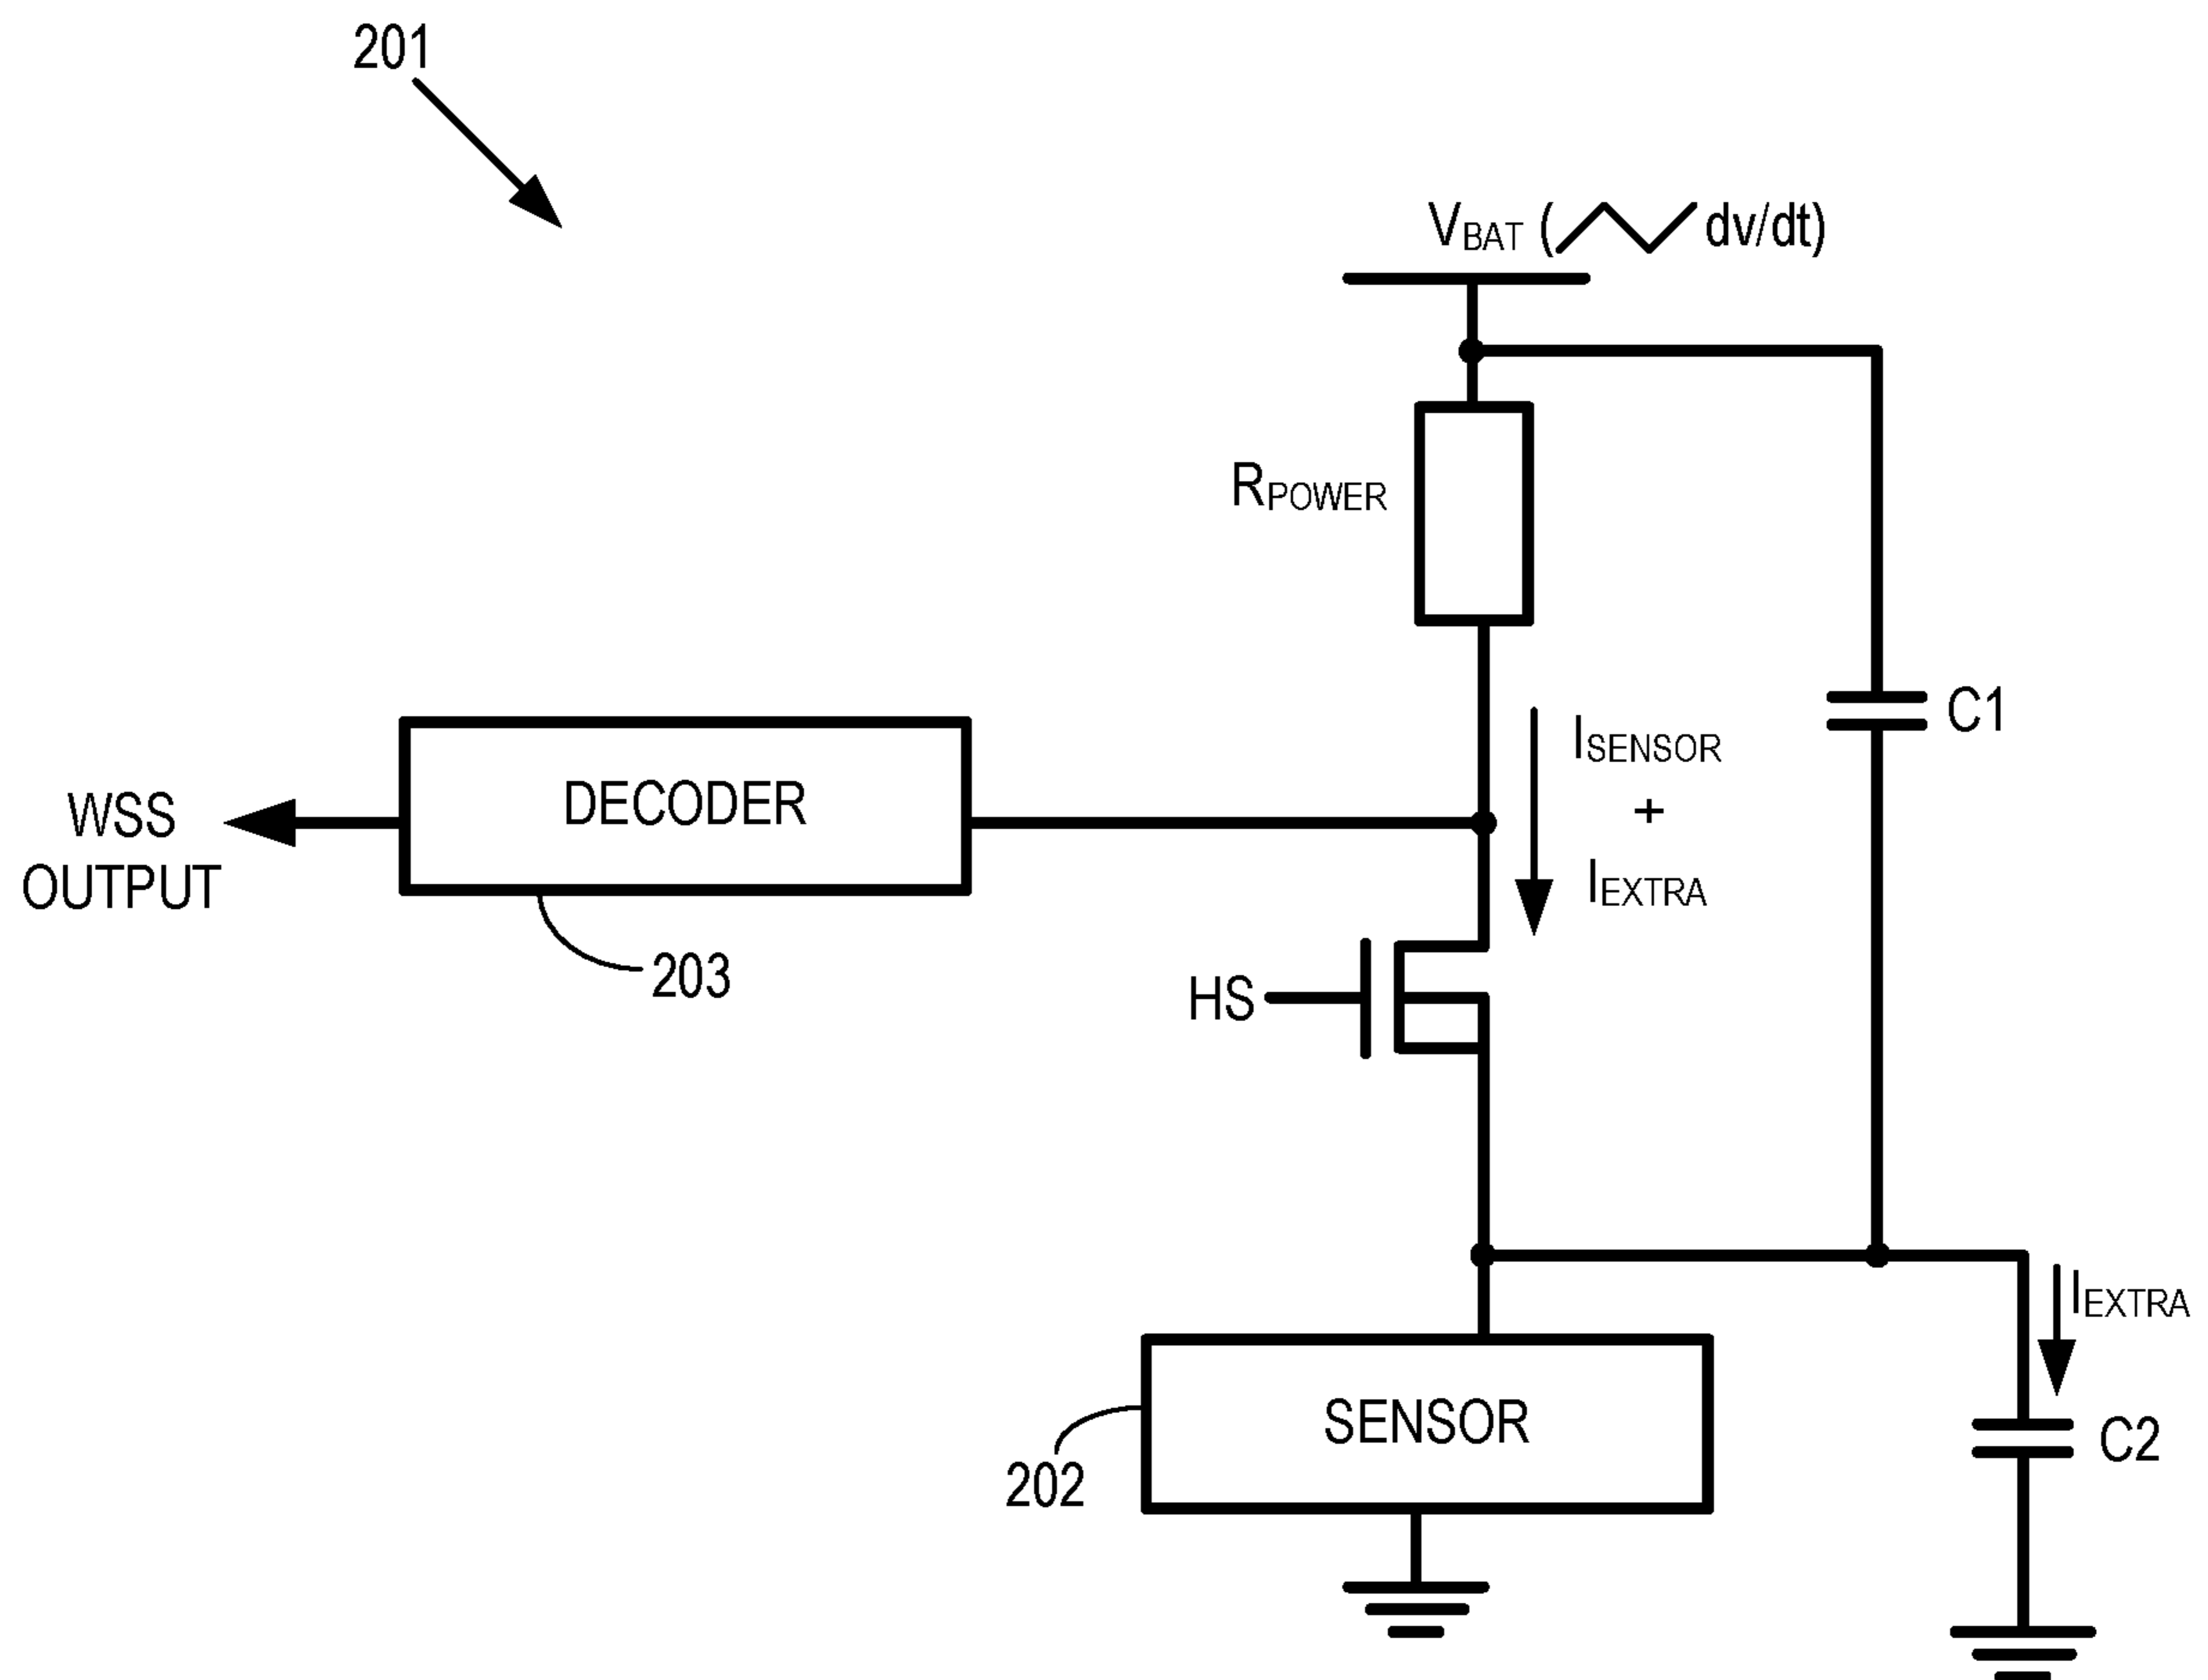 201
VBAT ( dv/dt)
RPOWER
C1
ISENSOR
+
IEXTRA
DECODER
WSS
OUTPUT
203
HS
IEXTRA
SENSOR
C2
202